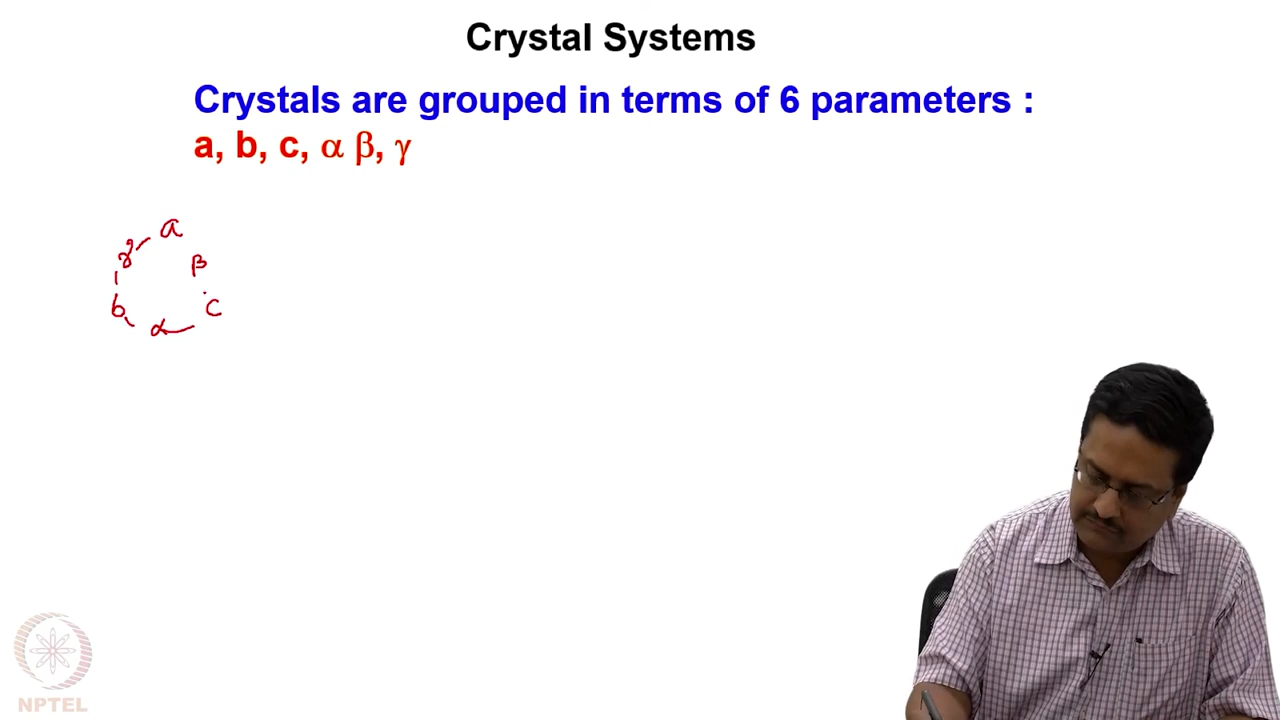 Crystal Systems
Crystals are grouped in terms of 6 parameters :
a, b, c, α β, γ
a
γ
β
b
c
α
NPTEL